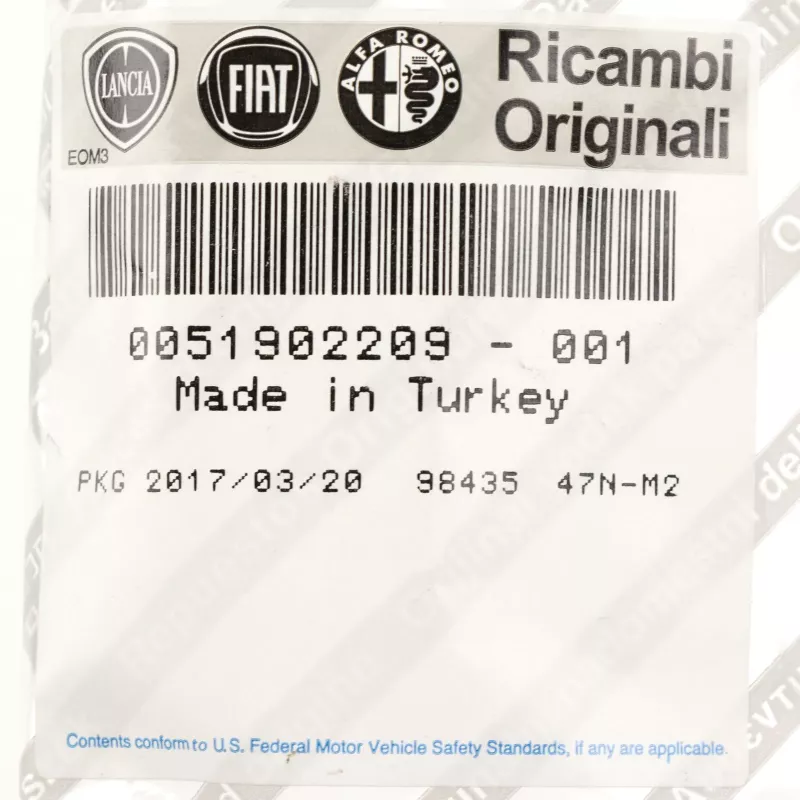 LANCIA
FIAT
ALFA ROMEO
Ricambi
Originali
EOM3
0051902209 - 001
Made in Turkey
PKG 2017/03/20 98435 47N-M2
Contents conform to U.S. Federal Motor Vehicle Safety Standards, if any are applicable.